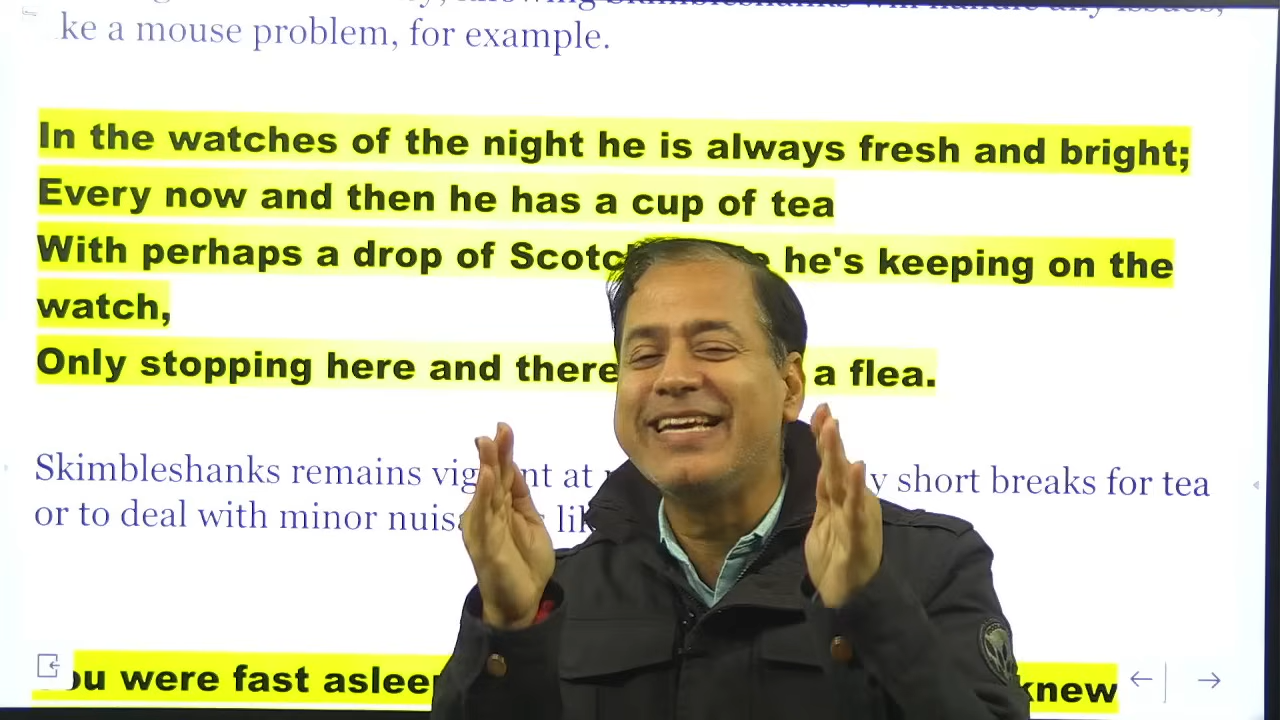 ke a mouse problem, for example.
In the watches of the night he is always fresh and bright;
Every now and then he has a cup of tea
With perhaps a drop of Scotc he's keeping on the
watch,
Only stopping here and there a flea.
Skimbleshanks remains vig nt at y short breaks for tea
or to deal with minor nuisa lik
ou were fast asleep knew